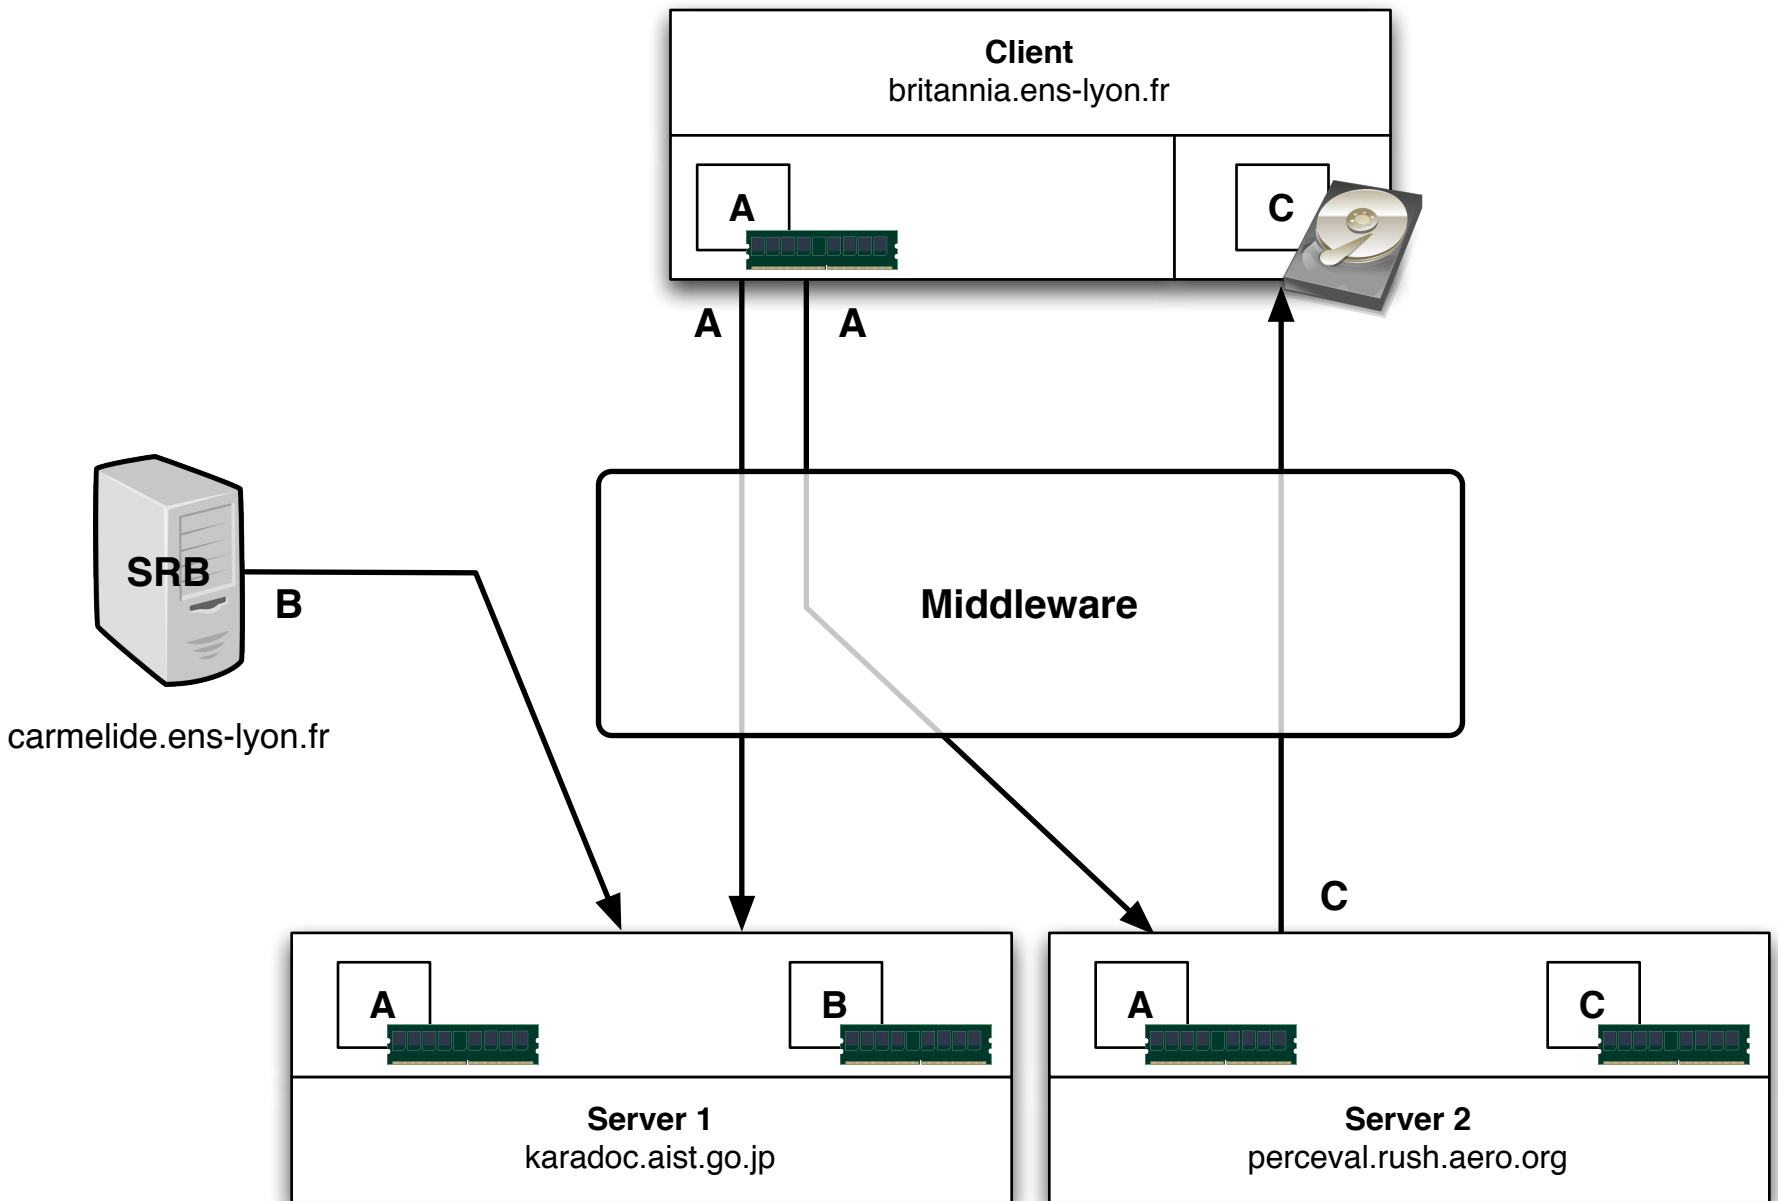 Client
britannia.ens-lyon.fr
A
C
A
A
SRB
B
Middleware
carmelide.ens-lyon.fr
C
A
B
A
C
Server 1
karadoc.aist.go.jp
Server 2
perceval.rush.aero.org